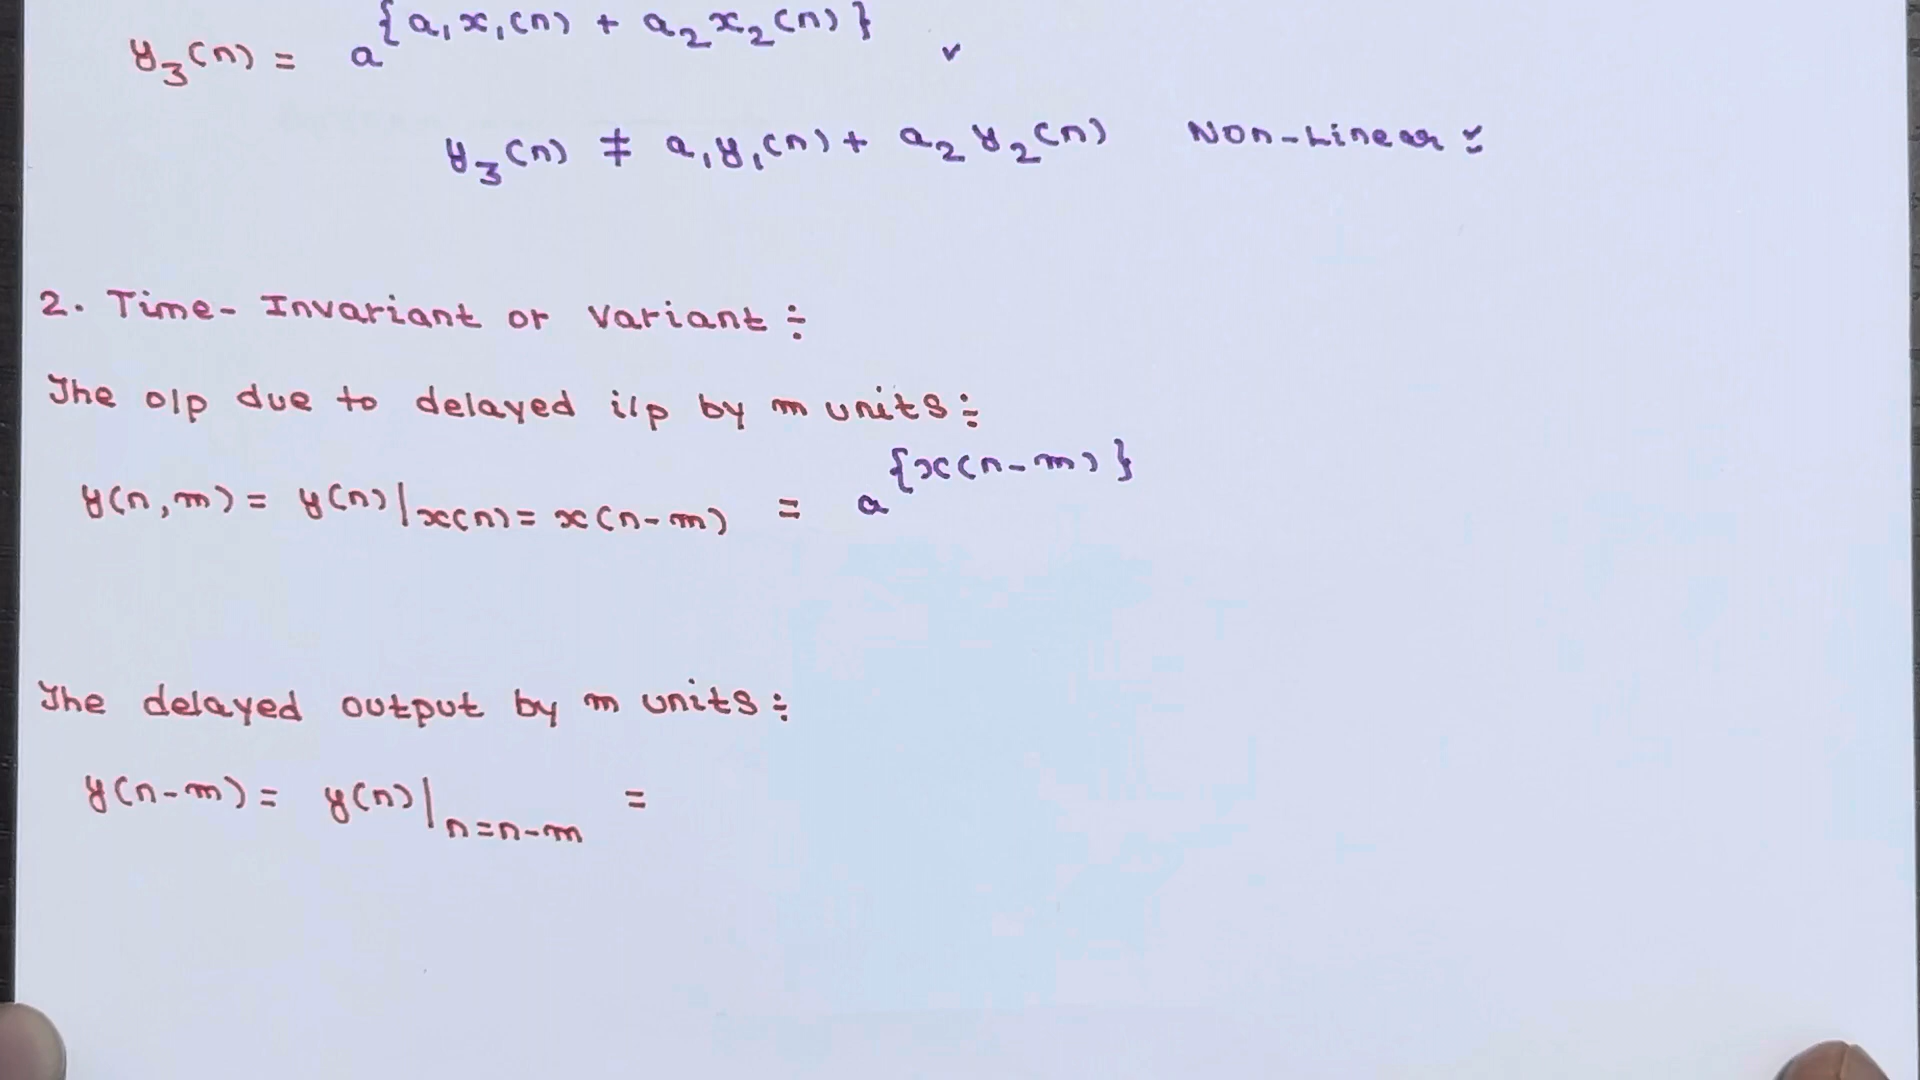 y₃(n) = a^{a₁x₁(n) + a₂x₂(n)} ✓
y₃(n) ≠ a₁y₁(n) + a₂y₂(n) Non-Linear
2. Time-Invariant or Variant÷
The o/p due to delayed i/p by m units÷
y(n,m) = y(n)|x(n)=x(n-m) = a^{x(n-m)}
The delayed output by m units÷
y(n-m) = y(n)|n=n-m =